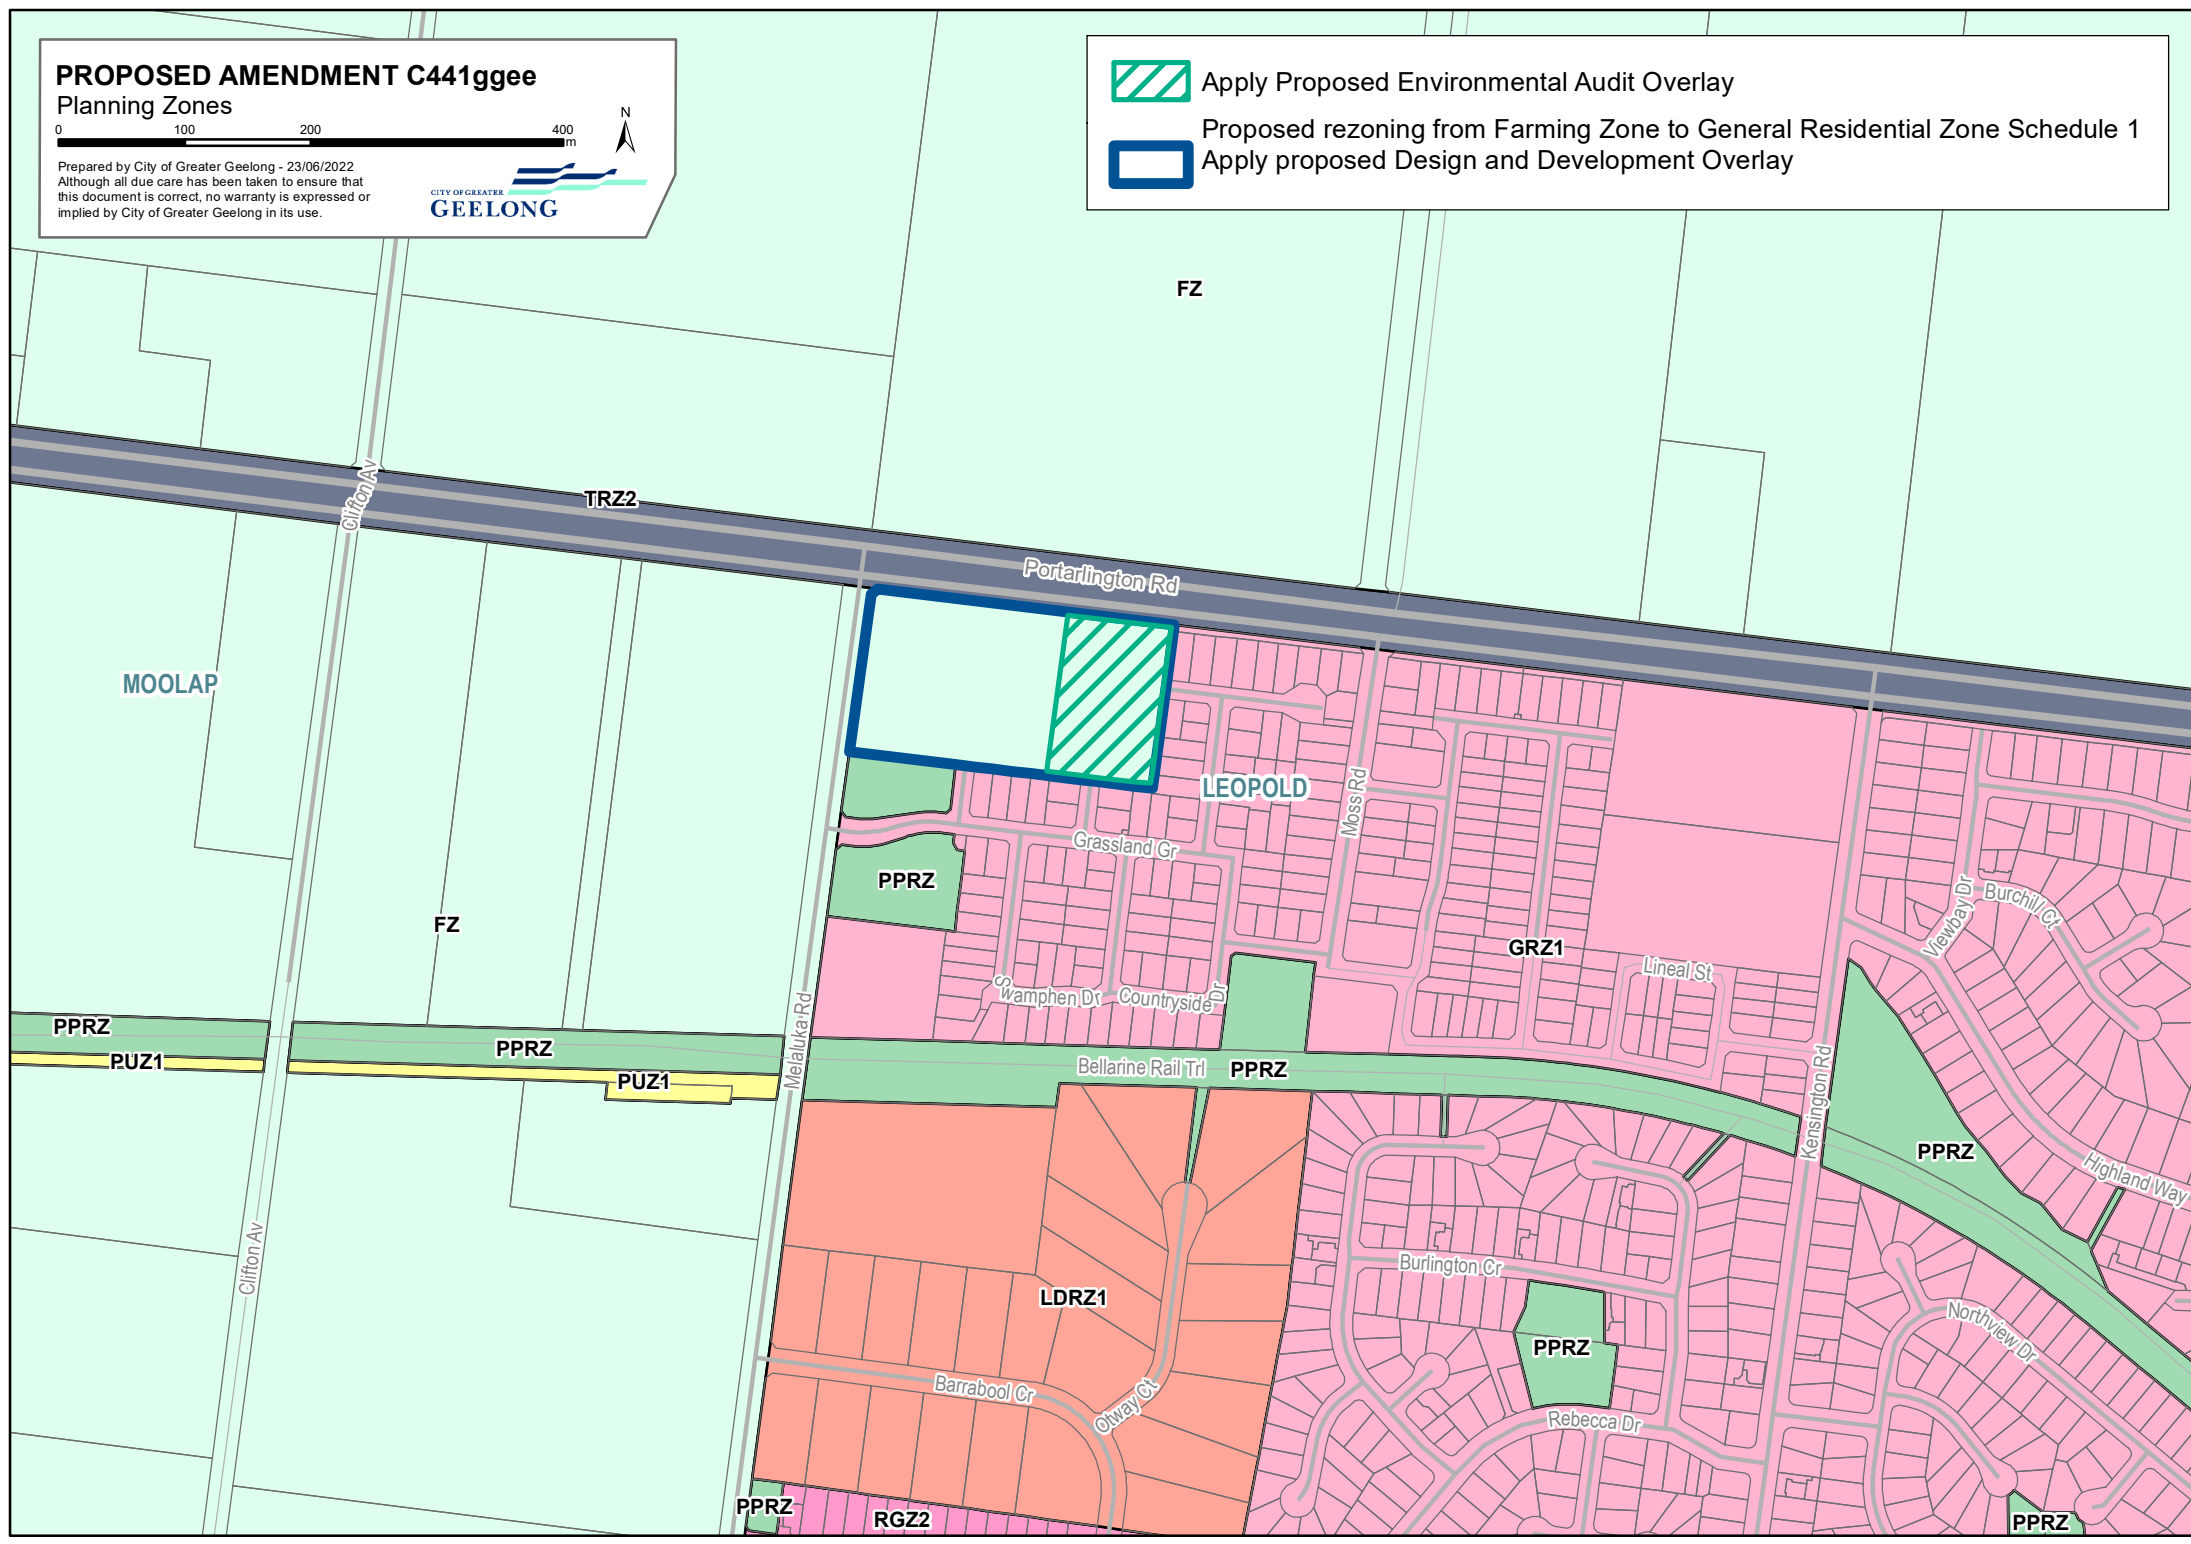 PROPOSED AMENDMENT C441ggee
Planning Zones
0 100 200 400
m
N
Prepared by City of Greater Geelong - 23/06/2022
Although all due care has been taken to ensure that
this document is correct, no warranty is expressed or
implied by City of Greater Geelong in its use.
CITY OF GREATER
GEELONG
Apply Proposed Environmental Audit Overlay
Proposed rezoning from Farming Zone to General Residential Zone Schedule 1
Apply proposed Design and Development Overlay
FZ
Clifton Av
TRZ2
Portarlington Rd
MOOLAP
LEOPOLD
Moss Rd
Grassland Gr
PPRZ
FZ
Viewbay Dr
Burchill Ct
GRZ1
Lineal St
Swamphen Dr
Countryside Dr
Melaluka Rd
PPRZ
PPRZ
PUZ1
PUZ1
Bellarine Rail Trl
PPRZ
Kensington Rd
PPRZ
Highland Way
Clifton Av
Burlington Cr
LDRZ1
Northview Dr
PPRZ
Barrabool Cr
Otway Ct
Rebecca Dr
PPRZ
RGZ2
PPRZ